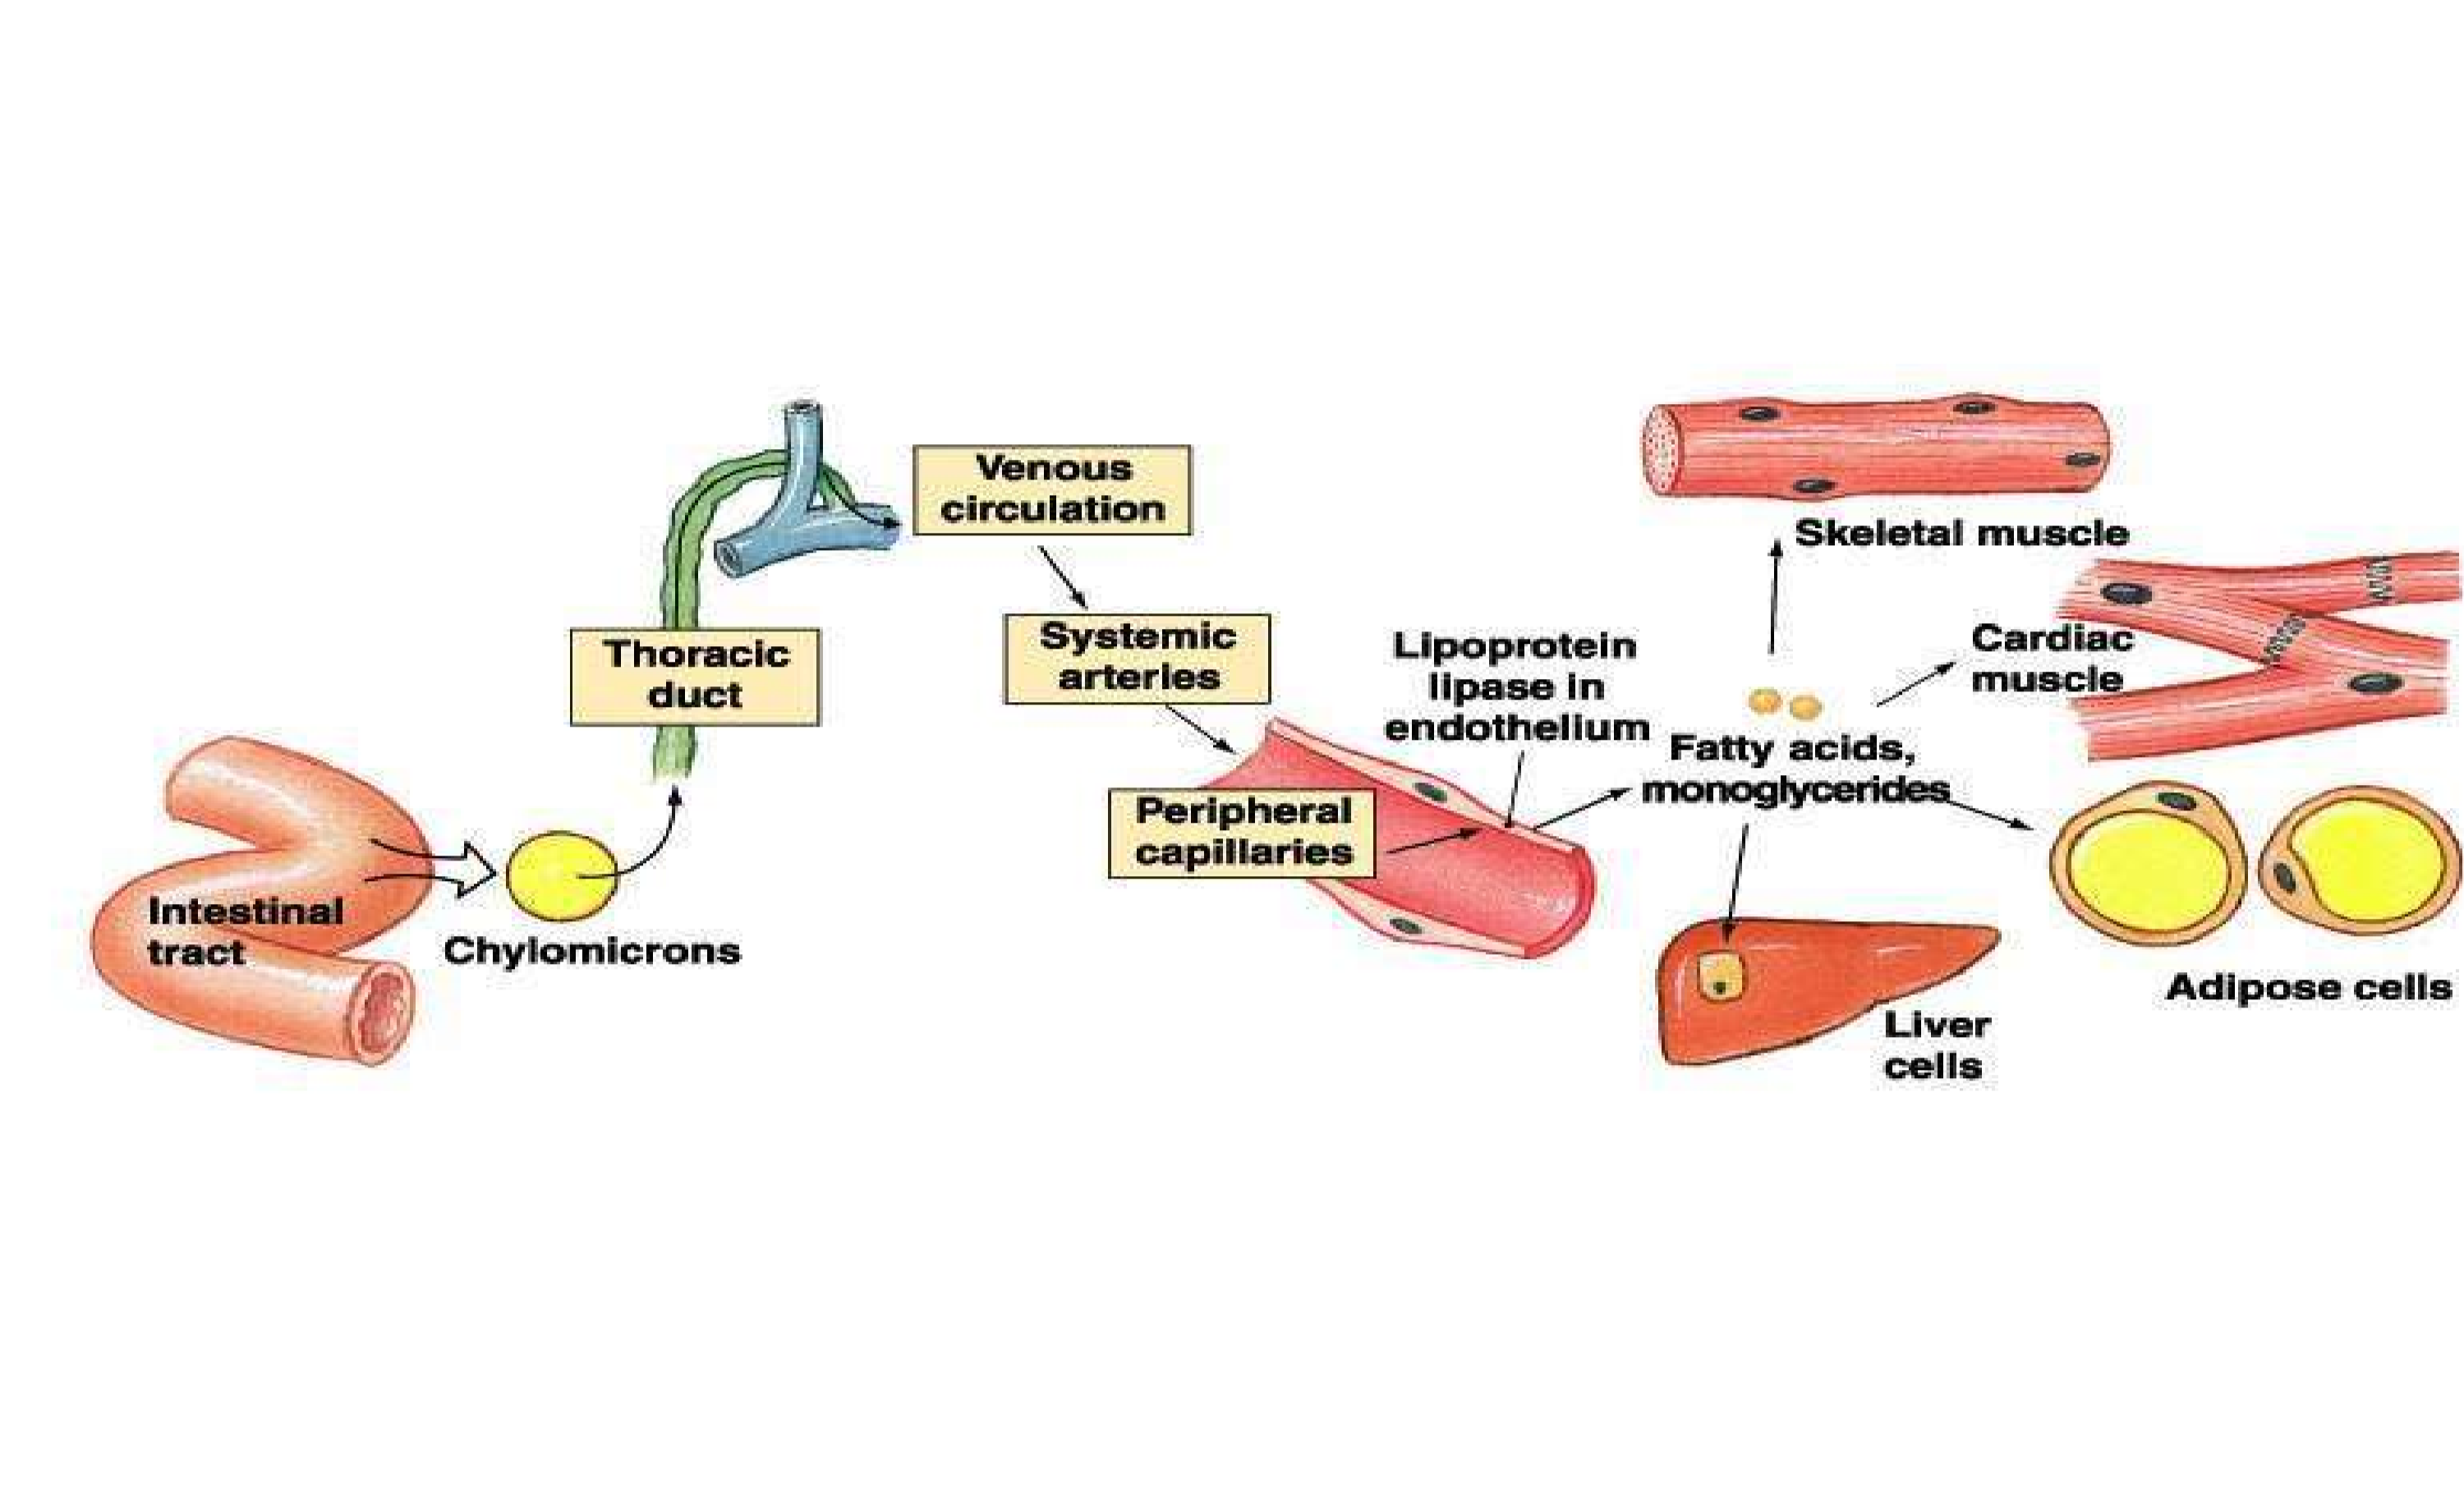 Intestinal
tract
Chylomicrons
Thoracic
duct
Venous
circulation
Systemic
arteries
Peripheral
capillaries
Lipoprotein
lipase in
endothelium
Fatty acids,
monoglycerides
Skeletal muscle
Cardiac
muscle
Adipose cells
Liver
cells